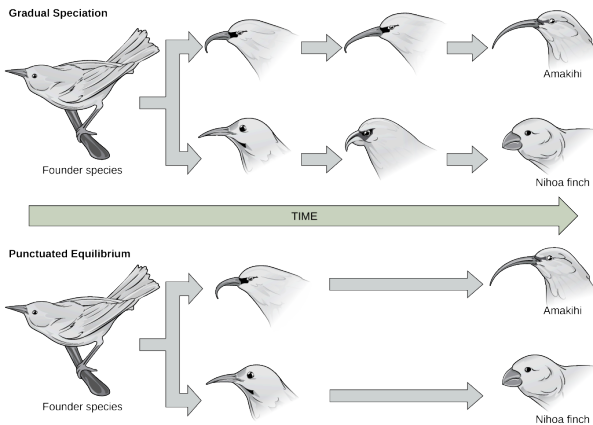 Gradual Speciation
Amakihi
Founder species
Nihoa finch
TIME
Punctuated Equilibrium
Amakihi
Founder species
Nihoa finch